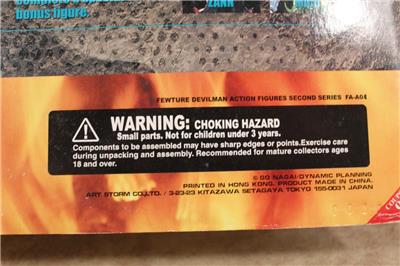 bonus figure.
ZANN
FEWTURE DEVILMAN ACTION FIGURES SECOND SERIES FA-A04
WARNING: CHOKING HAZARD
Small parts. Not for children under 3 years.
Components to be assembled may have sharp edges or points.Exercise care
during unpacking and assembly. Recommended for mature collectors ages
18 and over.
© GO NAGAI/DYNAMIC PLANNING
PRINTED IN HONG KONG. PRODUCT MADE IN CHINA.
ART STORM CO.,LTD. / 3-23-23 KITAZAWA SETAGAYA TOKYO 155-0031 JAPAN